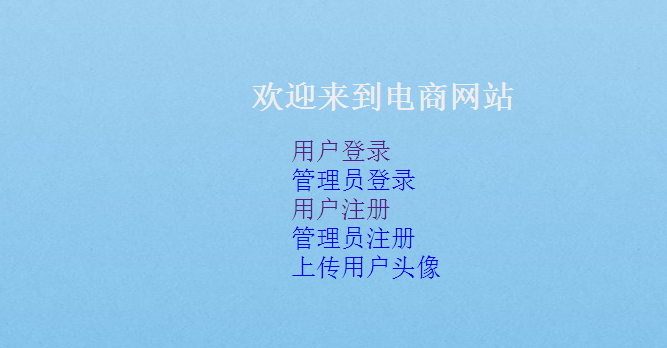 欢迎来到电商网站
用户登录
管理员登录
用户注册
管理员注册
上传用户头像